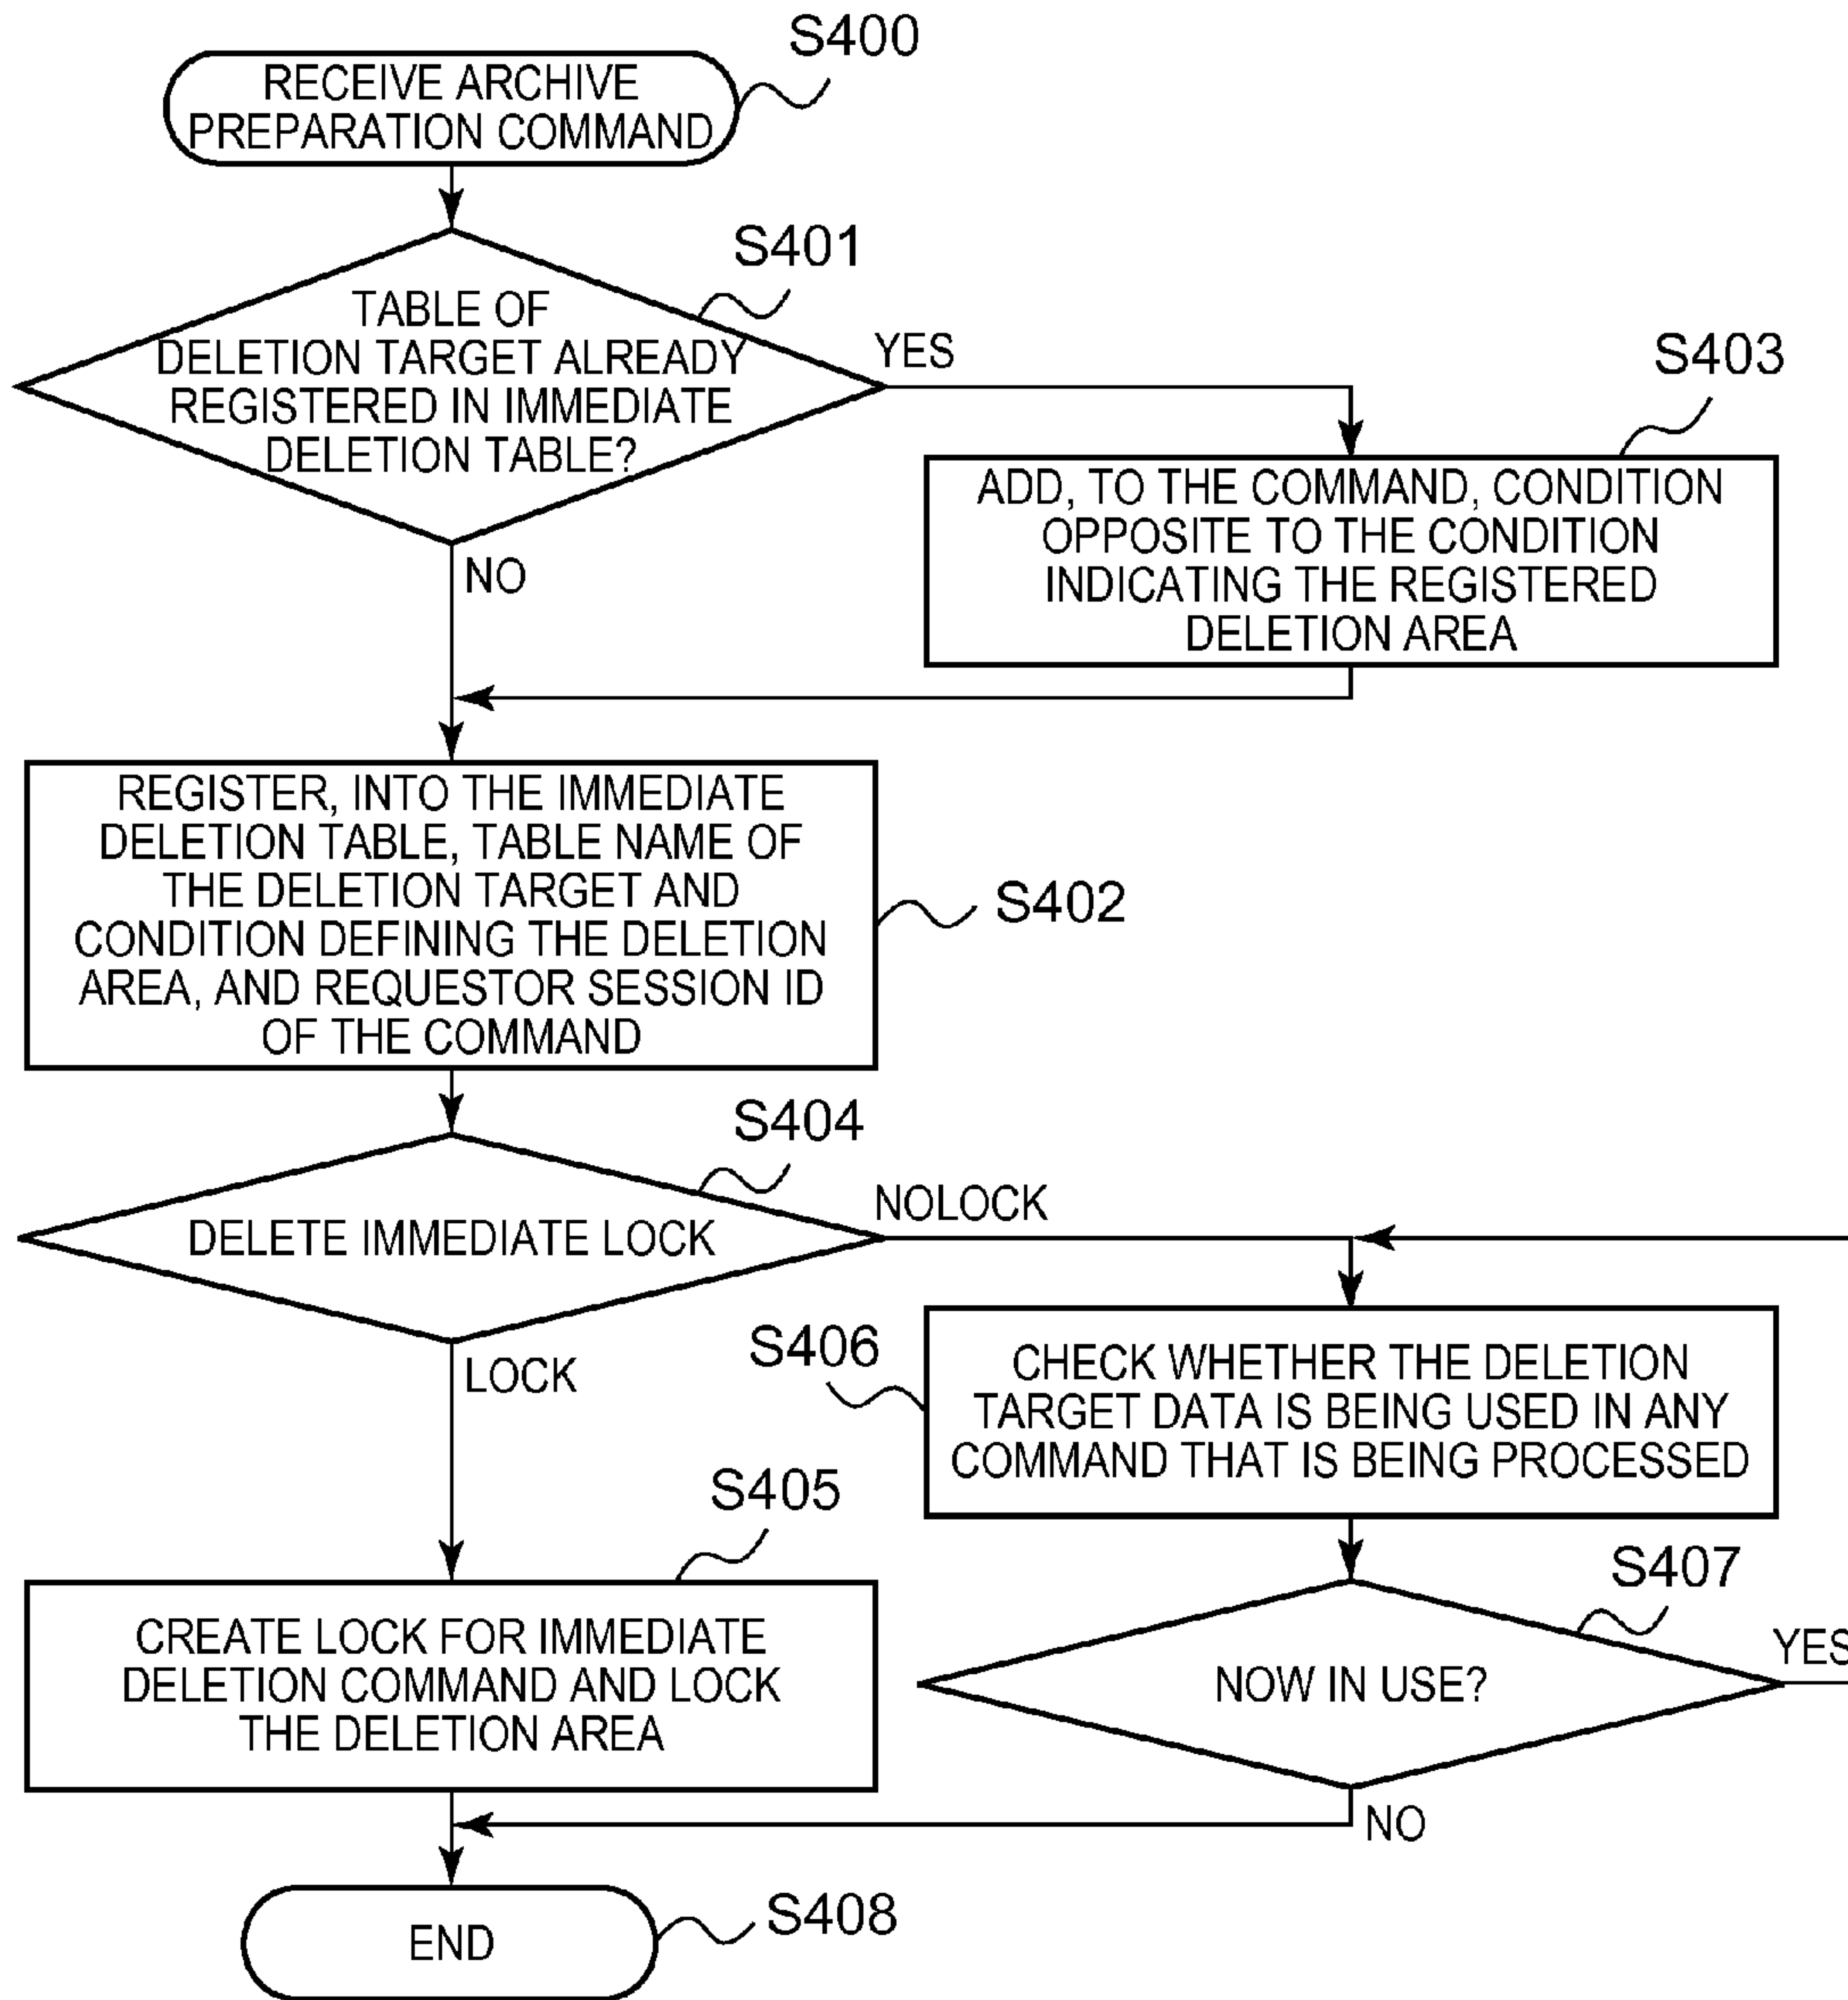 S400
RECEIVE ARCHIVE
PREPARATION COMMAND
S401
TABLE OF
DELETION TARGET ALREADY
REGISTERED IN IMMEDIATE
DELETION TABLE?
YES
NO
S403
ADD, TO THE COMMAND, CONDITION
OPPOSITE TO THE CONDITION
INDICATING THE REGISTERED
DELETION AREA
REGISTER, INTO THE IMMEDIATE
DELETION TABLE, TABLE NAME OF
THE DELETION TARGET AND
CONDITION DEFINING THE DELETION
AREA, AND REQUESTOR SESSION ID
OF THE COMMAND
S402
S404
DELETE IMMEDIATE LOCK
NOLOCK
LOCK
S406
CHECK WHETHER THE DELETION
TARGET DATA IS BEING USED IN ANY
COMMAND THAT IS BEING PROCESSED
S405
CREATE LOCK FOR IMMEDIATE
DELETION COMMAND AND LOCK
THE DELETION AREA
S407
NOW IN USE?
YES
NO
END
S408